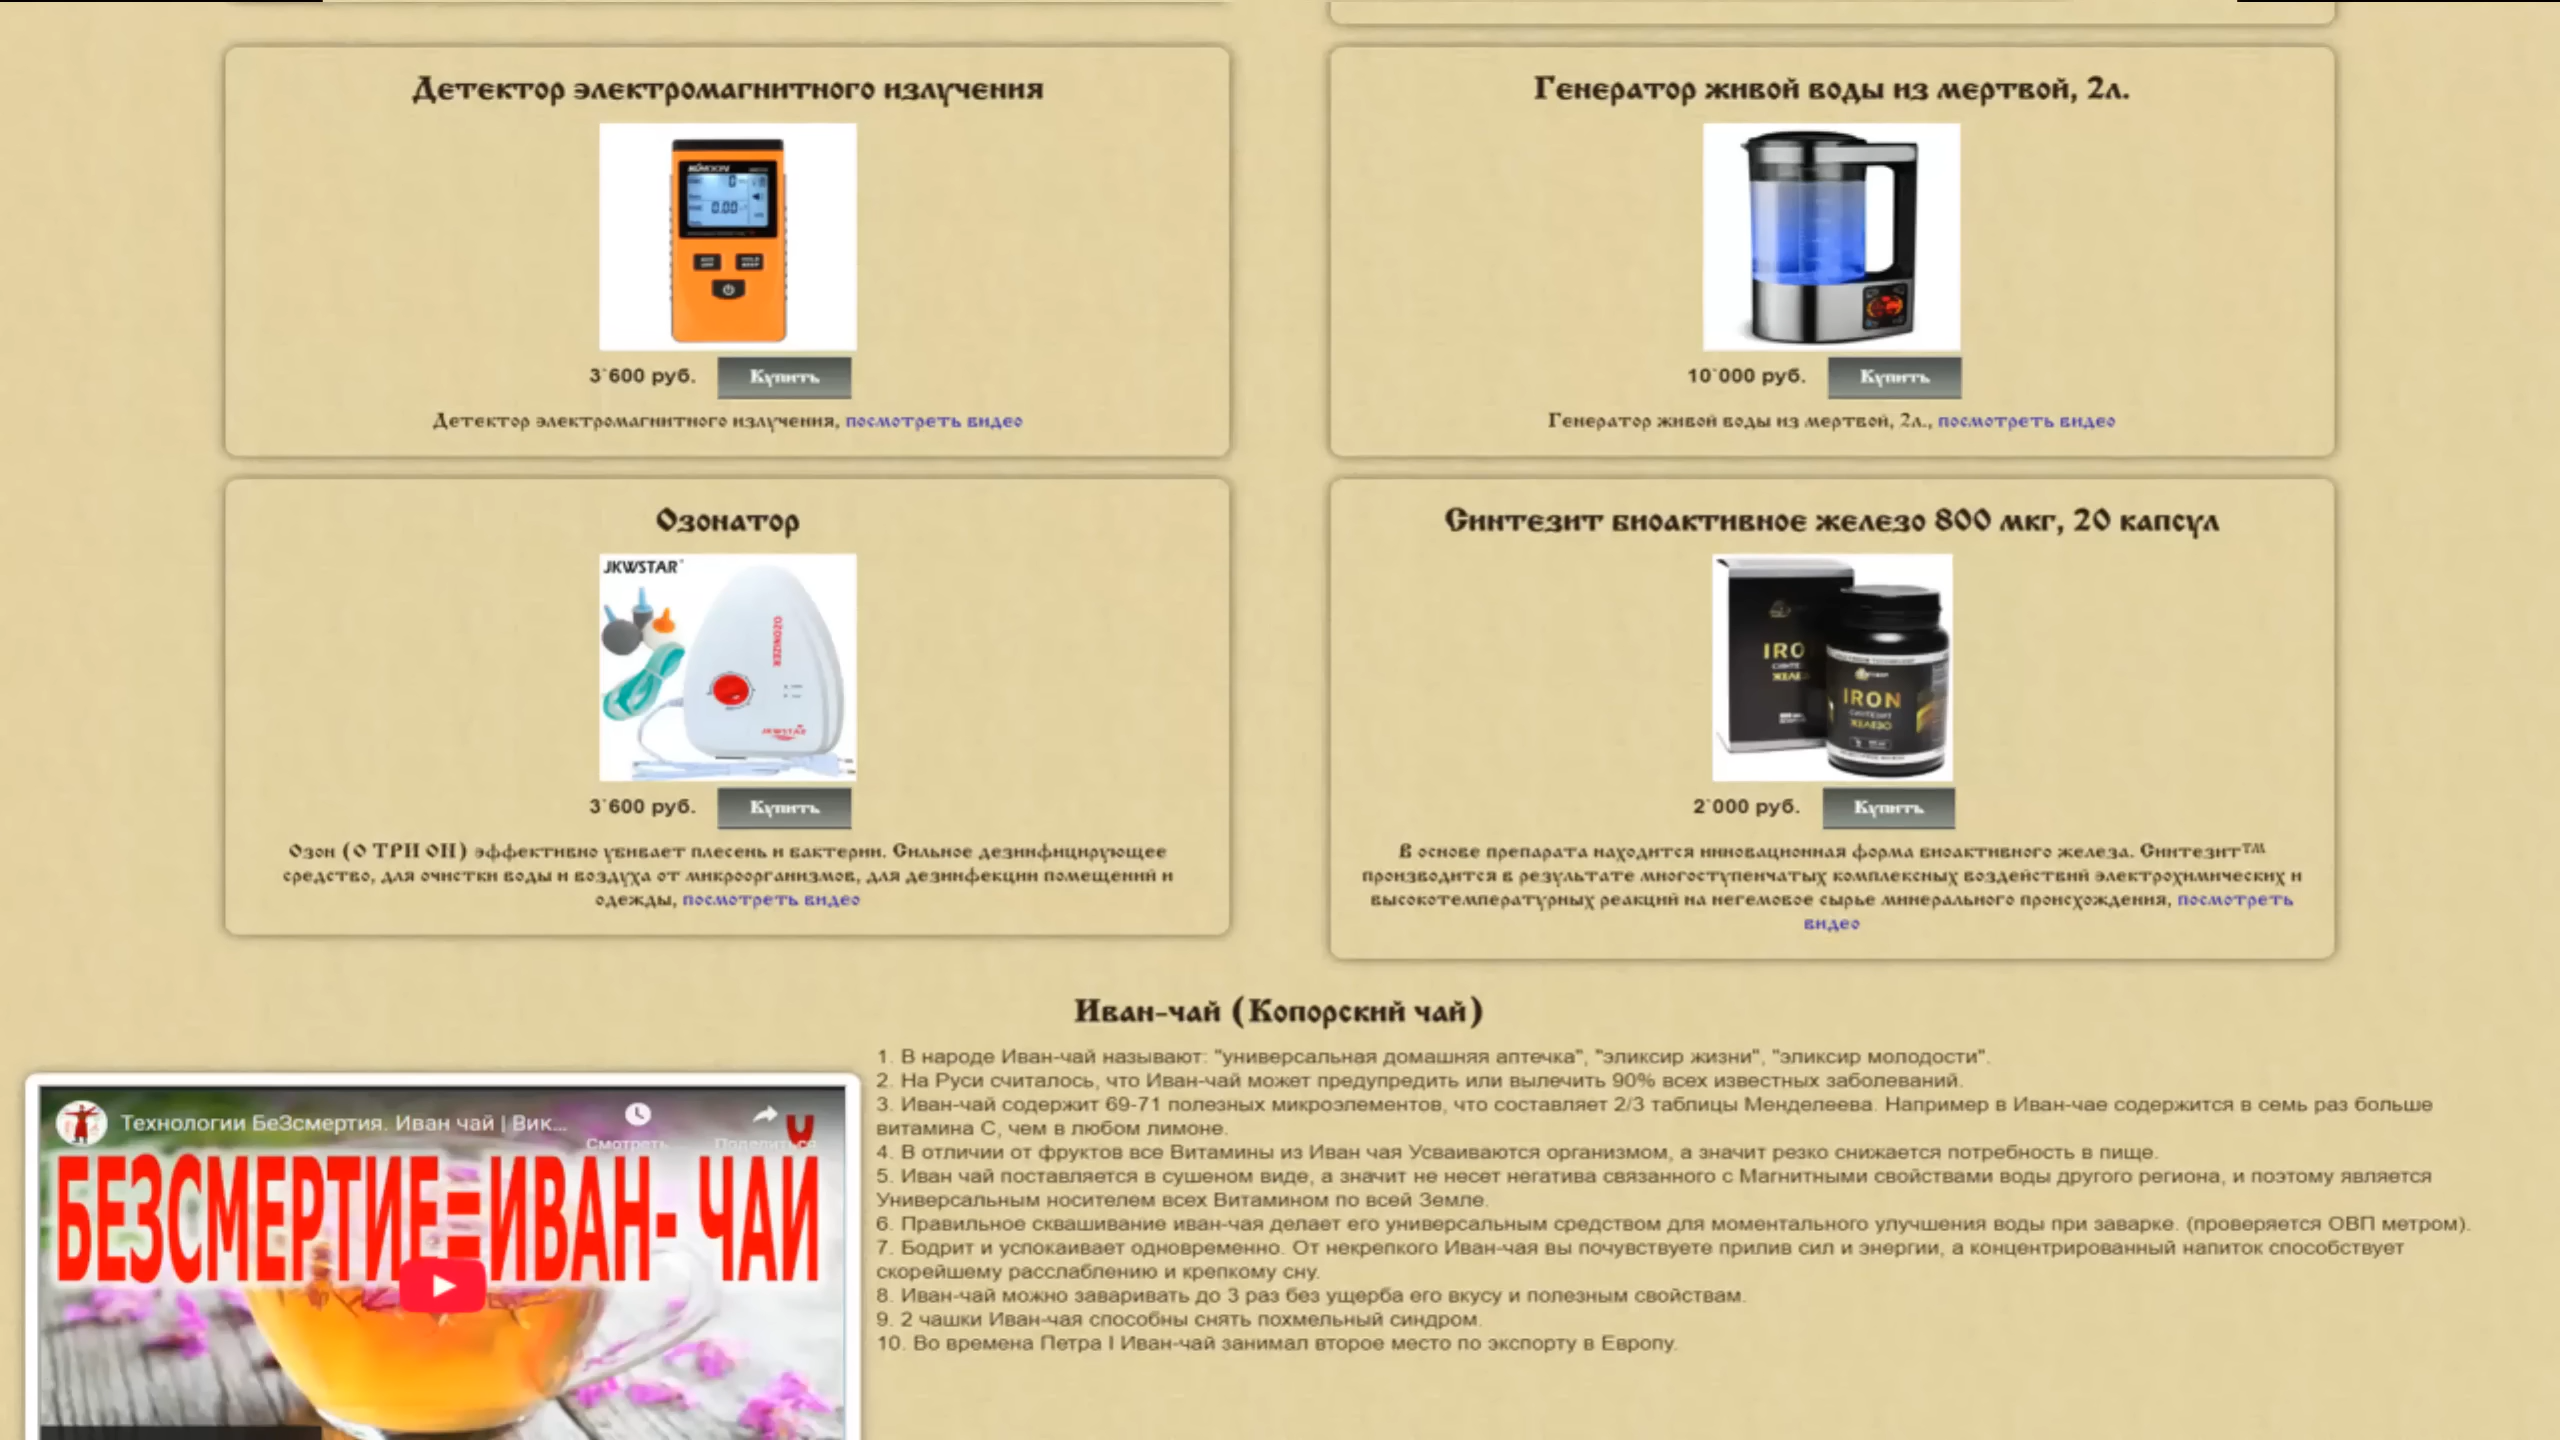 Детектор электромагнитного излучения
3`600 руб.
Купить
Детектор электромагнитного излучения, посмотреть видео
Генератор живой воды из мертвой, 2л.
10`000 руб.
Купить
Генератор живой воды из мертвой, 2л., посмотреть видео
Озонатор
JKWSTAR
OZONIZER
JKWSTAR
3`600 руб.
Купить
Озон (О ТРИ ОН) эффективно убивает плесень и бактерии. Сильное дезинфицирующее
средство, для очистки воды и воздуха от микроорганизмов, для дезинфекции помещений и
одежды, посмотреть видео
Синтезит биоактивное железо 800 мкг, 20 капсул
IRON
СИНТЕЗИТ
ЖЕЛЕЗО
2`000 руб.
Купить
В основе препарата находится инновационная форма биоактивного железа. Синтезит™
производится в результате многоступенчатых комплексных воздействий электрохимических и
высокотемпературных реакций на негемовое сырье минерального происхождения, посмотреть
видео
Иван-чай (Копорский чай)
Технологии БеЗсмертия. Иван чай | Вик...
Смотреть
Поделиться
БЕЗСМЕРТИЕ=ИВАН- ЧАЙ
1. В народе Иван-чай называют: "универсальная домашняя аптечка", "эликсир жизни", "эликсир молодости".
2. На Руси считалось, что Иван-чай может предупредить или вылечить 90% всех известных заболеваний.
3. Иван-чай содержит 69-71 полезных микроэлементов, что составляет 2/3 таблицы Менделеева. Например в Иван-чае содержится в семь раз больше
витамина С, чем в любом лимоне.
4. В отличии от фруктов все Витамины из Иван чая Усваиваются организмом, а значит резко снижается потребность в пище.
5. Иван чай поставляется в сушеном виде, а значит не несет негатива связанного с Магнитными свойствами воды другого региона, и поэтому является
Универсальным носителем всех Витамином по всей Земле.
6. Правильное сквашивание иван-чая делает его универсальным средством для моментального улучшения воды при заварке. (проверяется ОВП метром).
7. Бодрит и успокаивает одновременно. От некрепкого Иван-чая вы почувствуете прилив сил и энергии, а концентрированный напиток способствует
скорейшему расслаблению и крепкому сну.
8. Иван-чай можно заваривать до 3 раз без ущерба его вкусу и полезным свойствам.
9. 2 чашки Иван-чая способны снять похмельный синдром.
10. Во времена Петра I Иван-чай занимал второе место по экспорту в Европу.